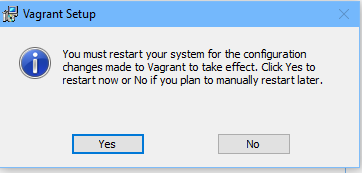 Vagrant Setup
You must restart your system for the configuration
changes made to Vagrant to take effect. Click Yes to
restart now or No if you plan to manually restart later.
Yes
No